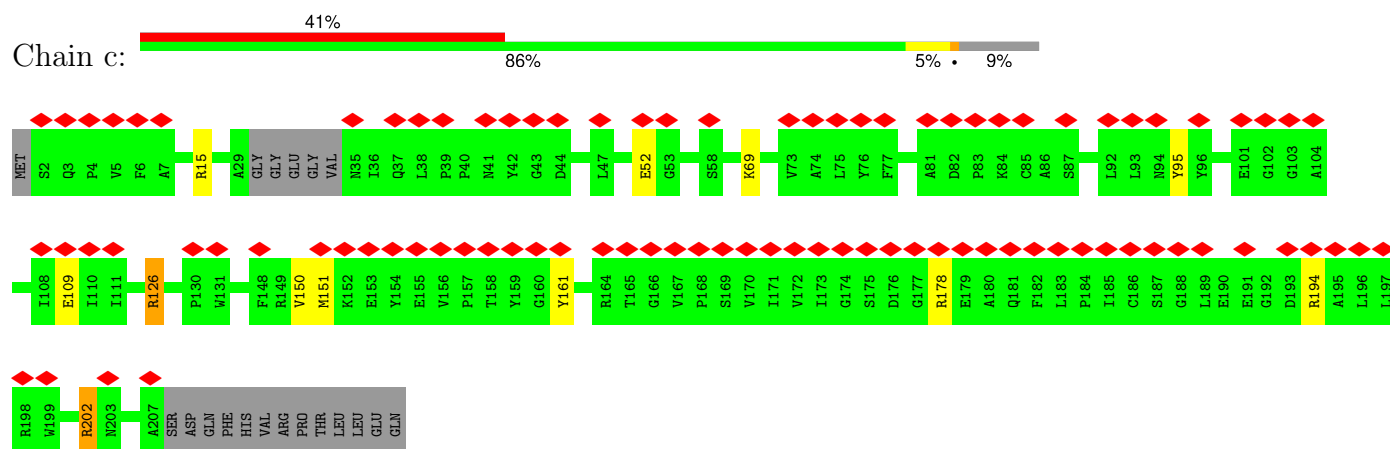 41%
Chain c:
86% 5% • 9%
MET S2 Q3 P4 V5 F6 A7 R15 A29 GLY GLY GLU GLY VAL N35 I36 Q37 L38 P39 P40 N41 Y42 G43 D44 L47 E52 G53 S58 K69 V73 A74 L75 Y76 F77 A81 D82 P83 K84 C85 A86 S87 L92 L93 N94 Y95 Y96 E101 G102 G103 A104
I108 E109 I110 I111 R126 P130 W131 F148 R149 V150 M151 K152 E153 Y154 E155 V156 P157 T158 Y159 G160 Y161 R164 T165 G166 V167 P168 S169 V170 I171 V172 I173 G174 S175 D176 G177 R178 E179 A180 Q181 F182 L183 P184 I185 C186 S187 G188 L189 E190 E191 G192 D193 R194 A195 L196 L197
R198 W199 R202 N203 A207 SER ASP GLN PHE HIS VAL ARG PRO THR LEU LEU GLU GLN